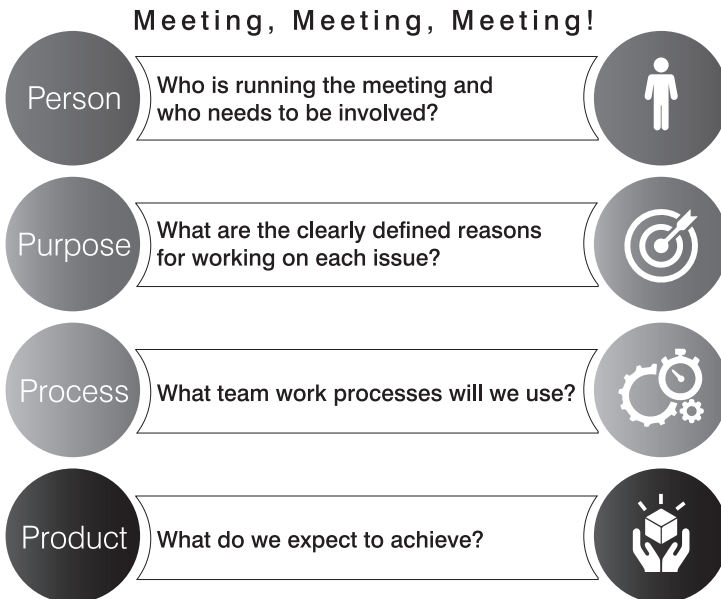 Meeting, Meeting, Meeting!
Person
Who is running the meeting and
who needs to be involved?
Purpose
What are the clearly defined reasons
for working on each issue?
Process
What team work processes will we use?
Product
What do we expect to achieve?